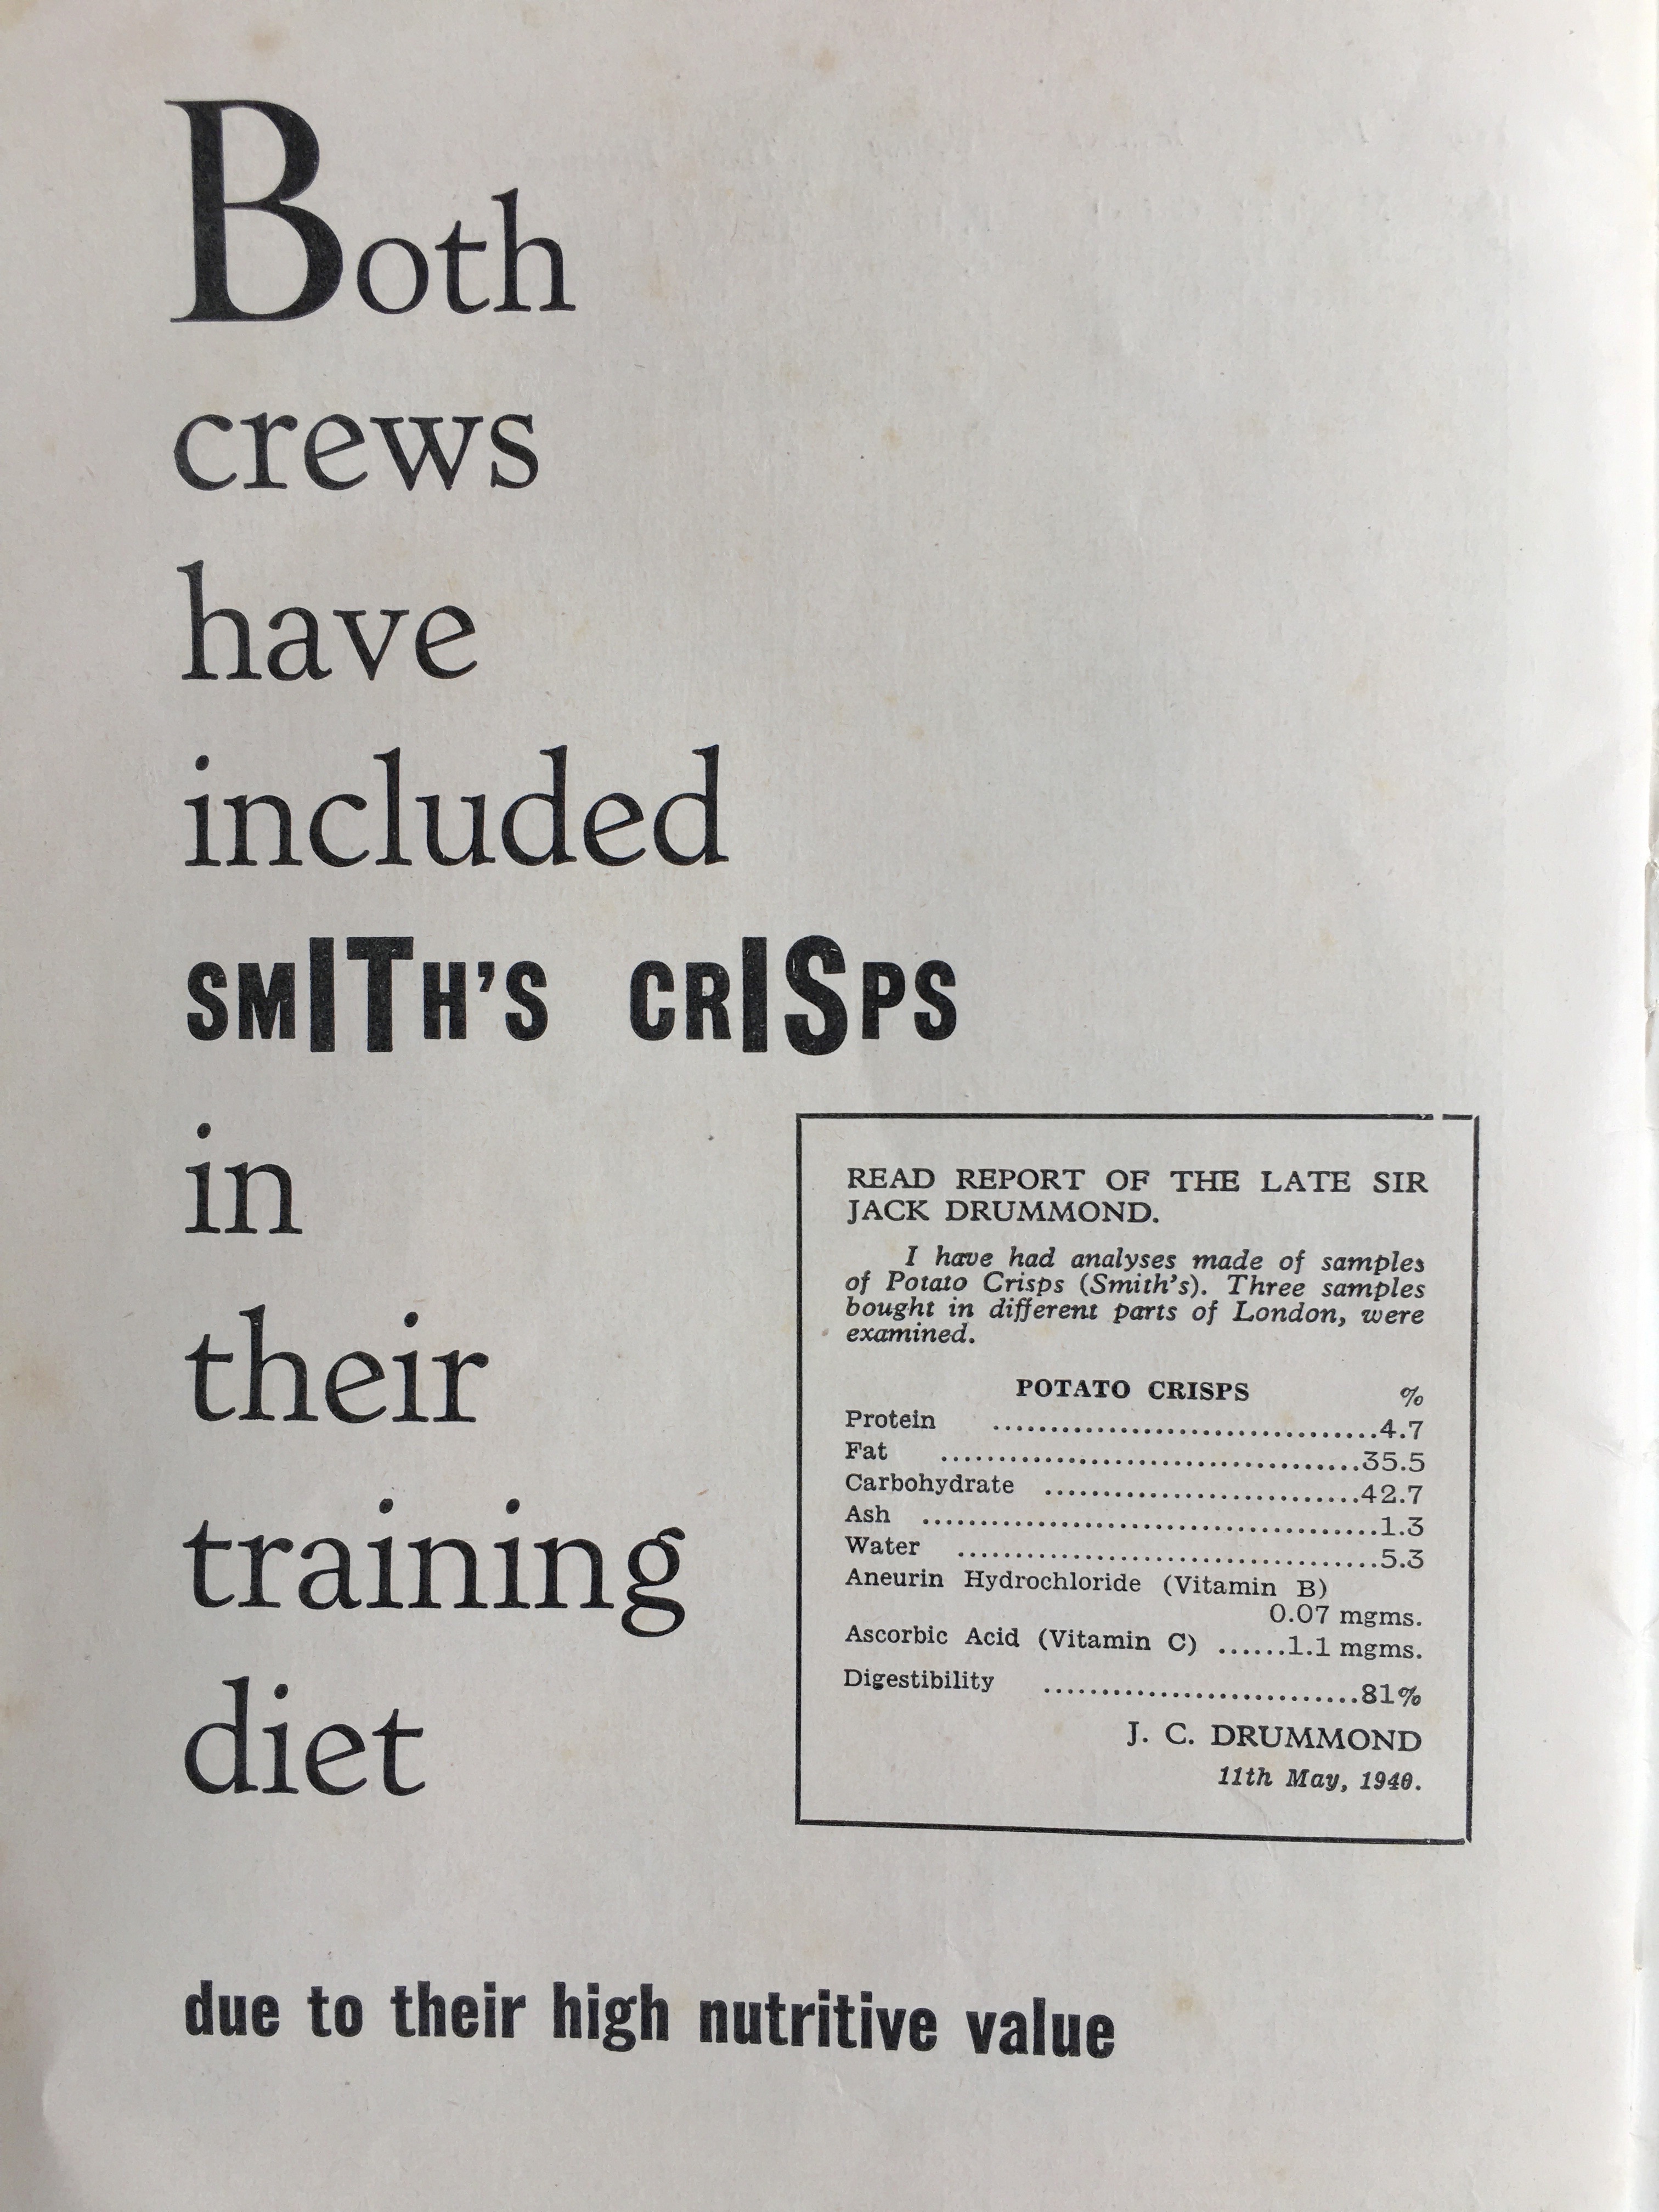 Both
crews
have
included
SMITH'S CRISPS
in
their
training
diet
READ REPORT OF THE LATE SIR
JACK DRUMMOND.
I have had analyses made of samples
of Potato Crisps (Smith's). Three samples
bought in different parts of London, were
examined.
POTATO CRISPS %
Protein ..................................4.7
Fat .....................................35.5
Carbohydrate ............................42.7
Ash ........................................1.3
Water .....................................5.3
Aneurin Hydrochloride (Vitamin B)
0.07 mgms.
Ascorbic Acid (Vitamin C) ......1.1 mgms.
Digestibility ............................81%
J. C. DRUMMOND
11th May, 1940.
due to their high nutritive value